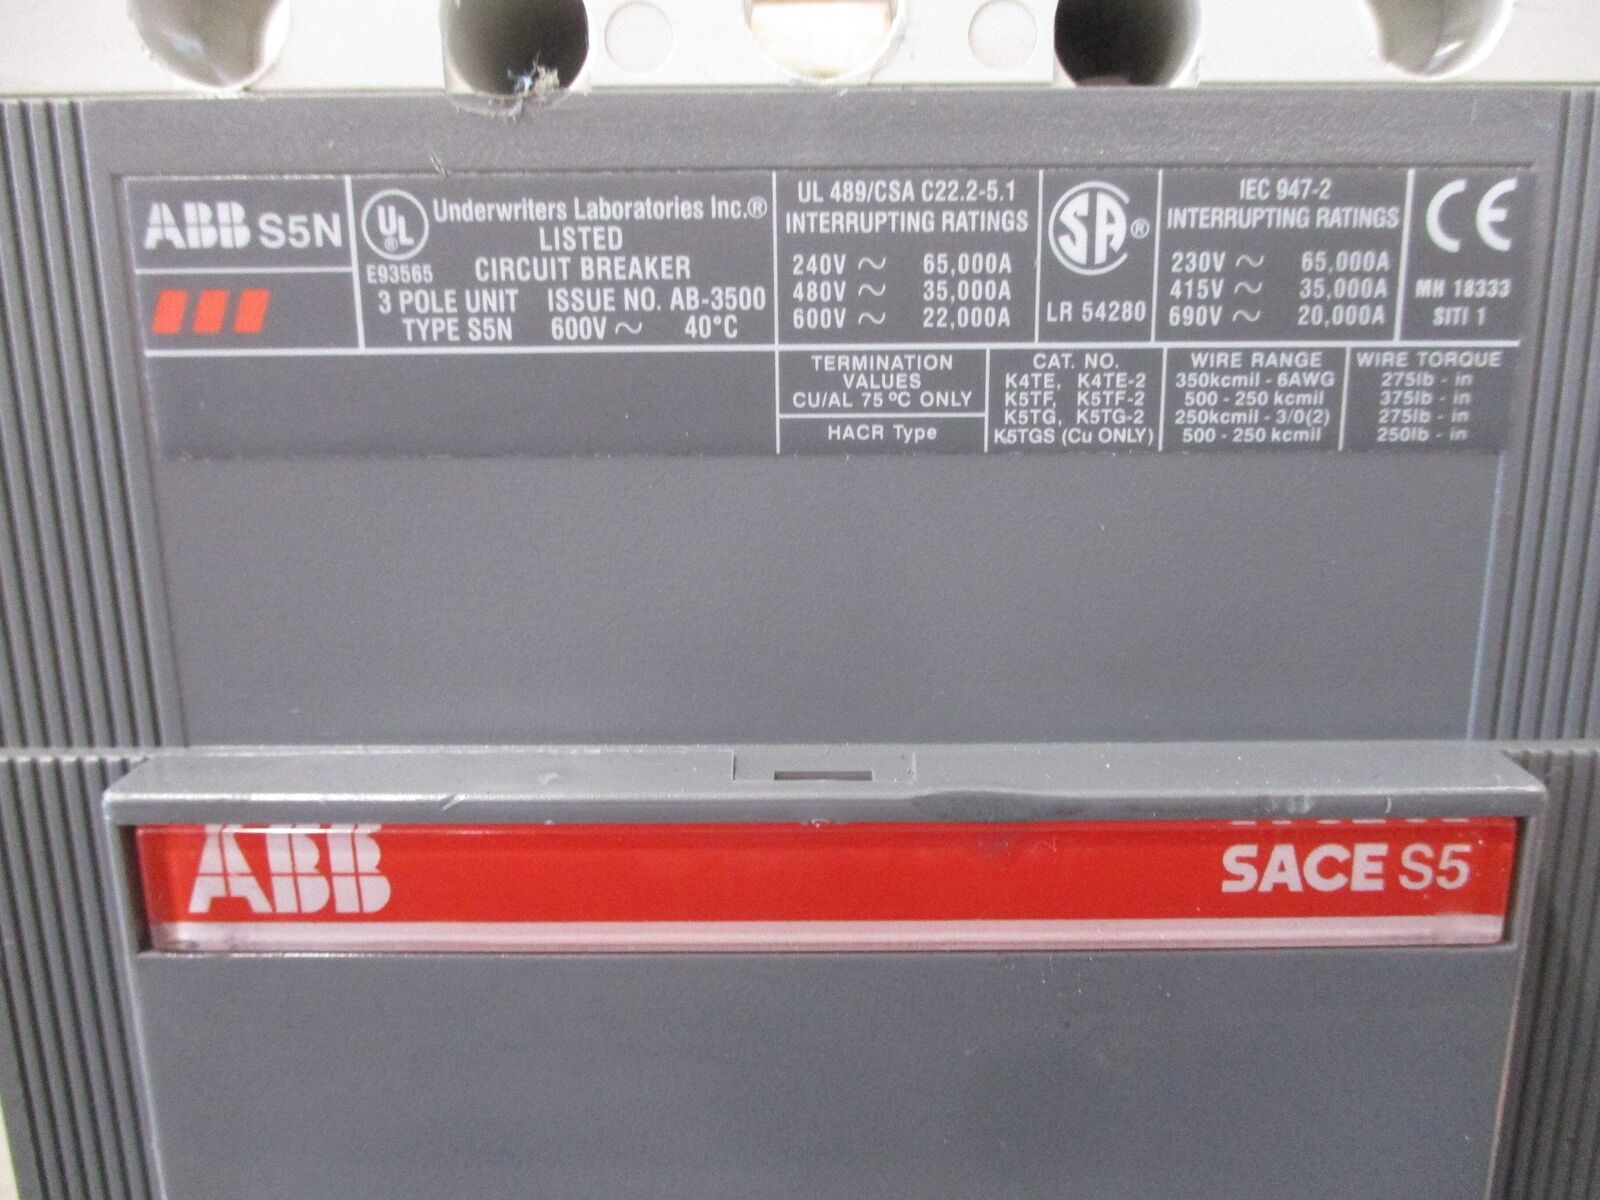 ABB S5N
UL® Underwriters Laboratories Inc.®
LISTED
E93565 CIRCUIT BREAKER
3 POLE UNIT ISSUE NO. AB-3500
TYPE S5N 600V ~ 40°C
UL 489/CSA C22.2-5.1
INTERRUPTING RATINGS
240V ~ 65,000A
480V ~ 35,000A
600V ~ 22,000A
SA®
LR 54280
IEC 947-2
INTERRUPTING RATINGS
230V ~ 65,000A
415V ~ 35,000A
690V ~ 20,000A
CE
MH 18333
SITI 1
TERMINATION
VALUES
CU/AL 75°C ONLY
HACR Type
CAT. NO.
K4TE, K4TE-2
K5TF, K5TF-2
K5TG, K5TG-2
K5TGS (Cu ONLY)
WIRE RANGE
350kcmil - 6AWG
500 - 250 kcmil
250kcmil - 3/0(2)
500 - 250 kcmil
WIRE TORQUE
275lb - in
375lb - in
275lb - in
250lb - in
ABB
SACE S5